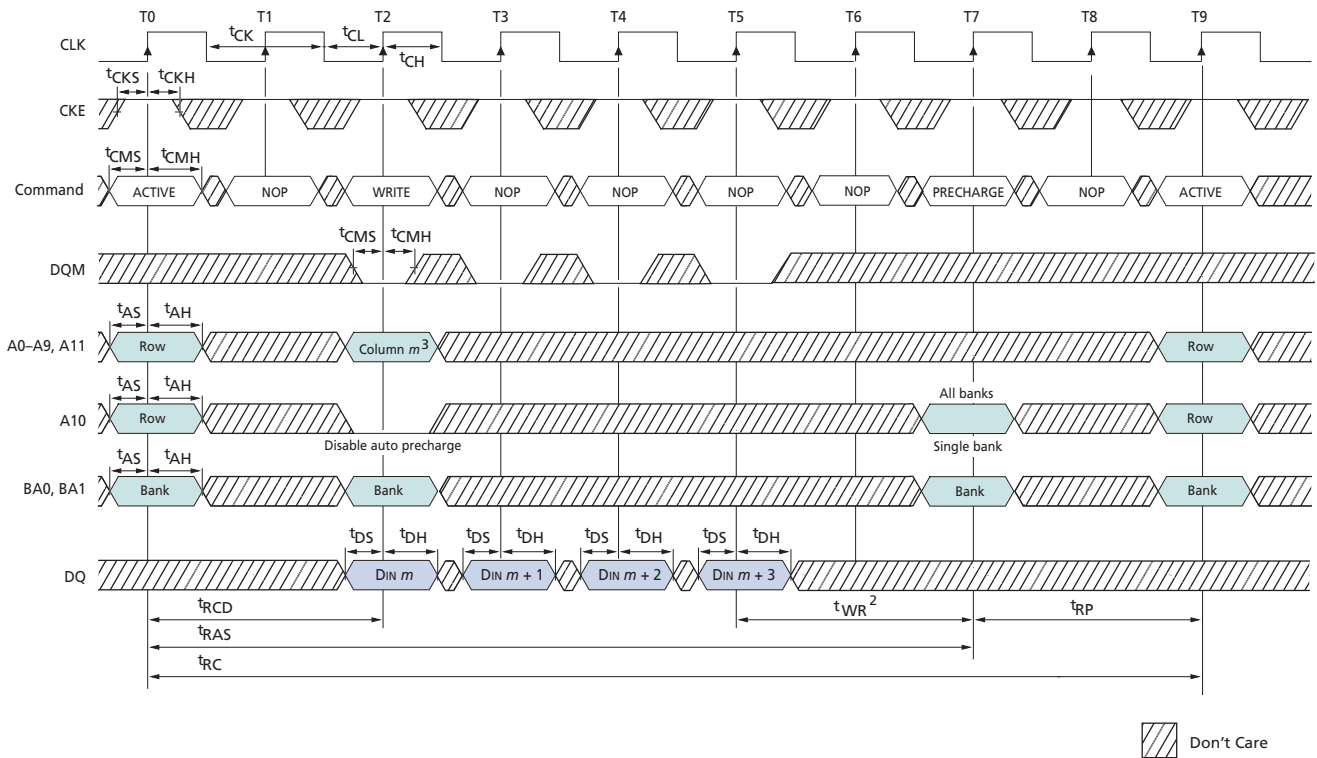 T0 T1 T2 T3 T4 T5 T6 T7 T8 T9
CLK
tCK tCL
tCH
tCKS tCKH
CKE
tCMS tCMH
Command ACTIVE NOP WRITE NOP NOP NOP NOP PRECHARGE NOP ACTIVE
tCMS tCMH
DQM
tAS tAH
A0–A9, A11 Row Column m3 Row
tAS tAH All banks
A10 Row Row
Disable auto precharge Single bank
tAS tAH
BA0, BA1 Bank Bank Bank Bank
tDS tDH tDS tDH tDS tDH tDS tDH
DQ DIN m DIN m + 1 DIN m + 2 DIN m + 3
tRCD tWR2 tRP
tRAS
tRC
Don't Care